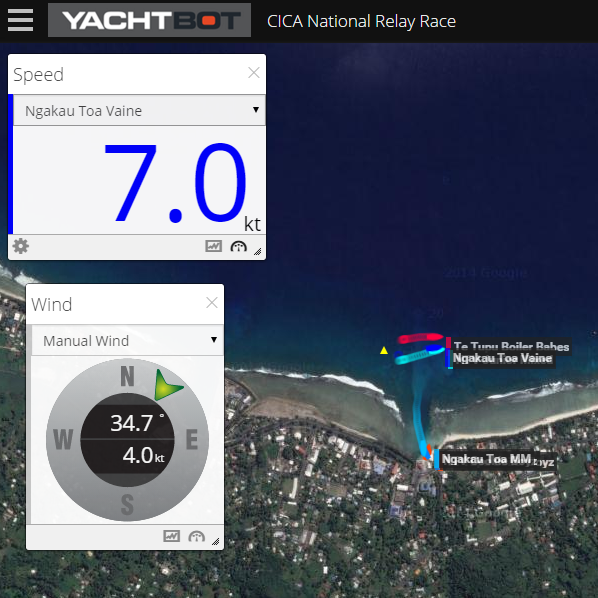 YACHTBOT CICA National Relay Race
Speed
Ngakau Toa Vaine
7.0
kt
2014 Google
Wind
Manual Wind
N
34.7 °
W E
4.0 kt
S
Te Tupu Boiler Babes
Ngakau Toa Vaine
Ngakau Toa MM